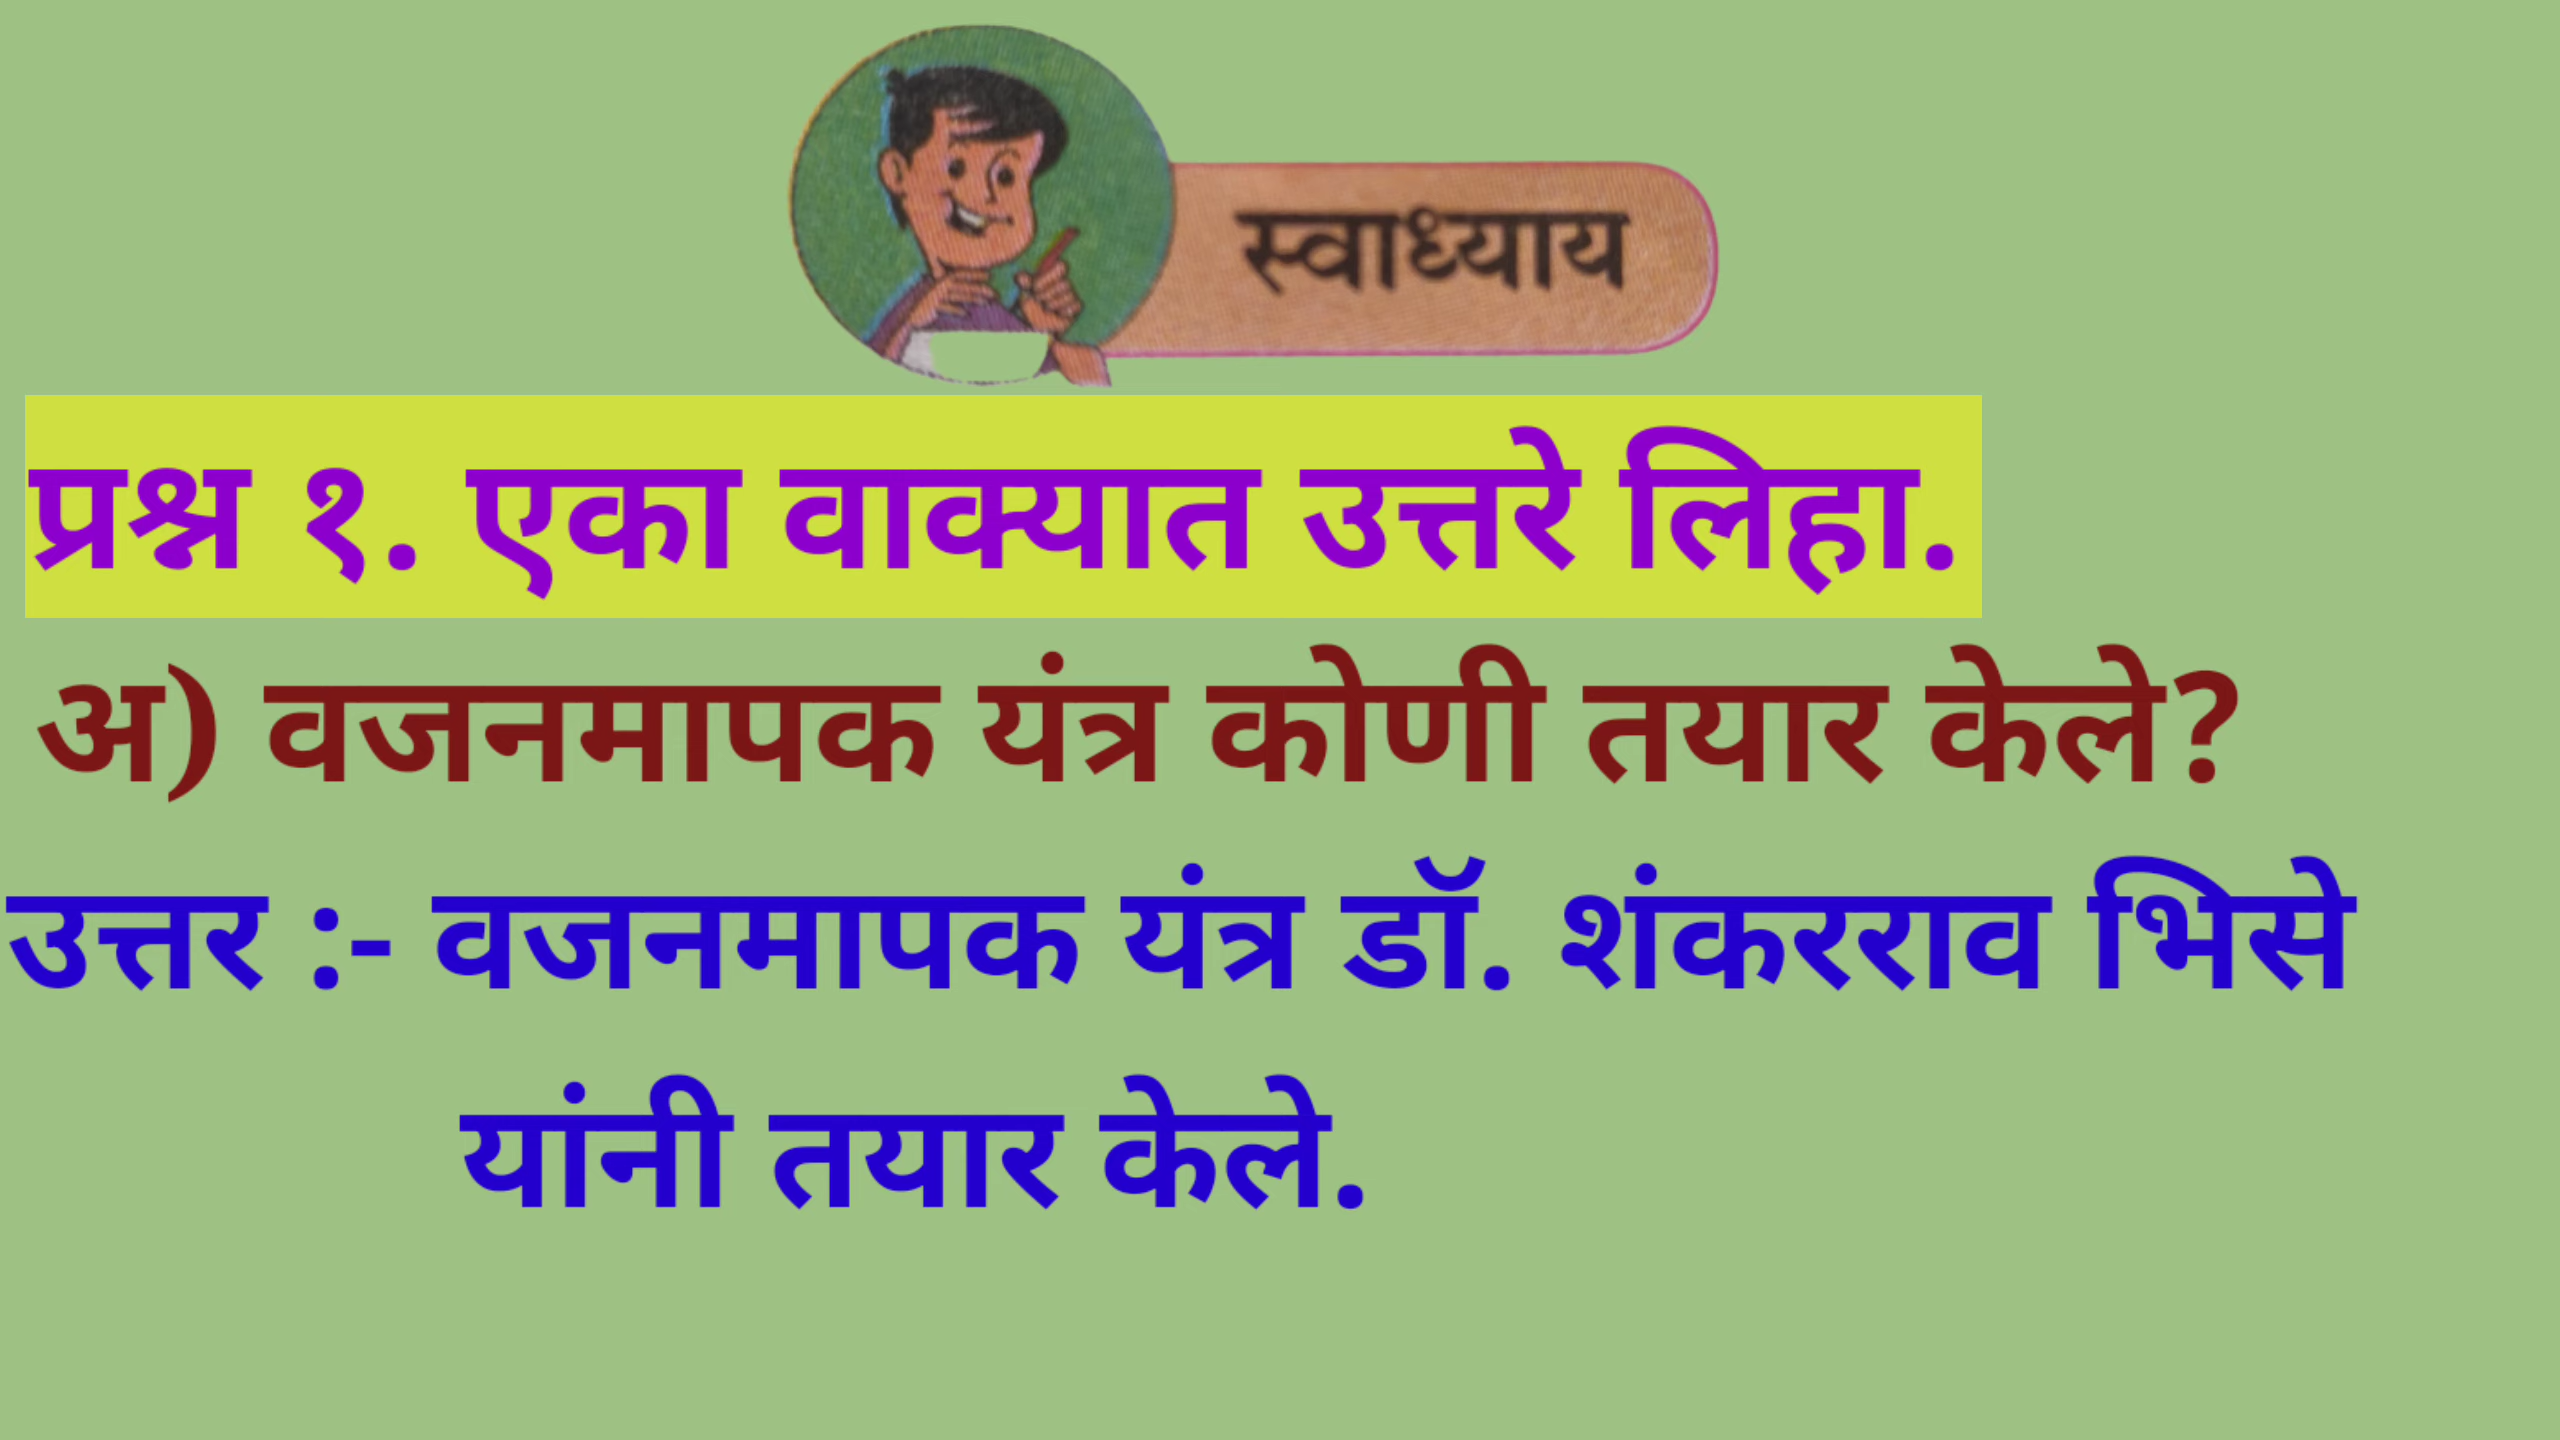 स्वाध्याय
प्रश्न १. एका वाक्यात उत्तरे लिहा.
अ) वजनमापक यंत्र कोणी तयार केले?
उत्तर :- वजनमापक यंत्र डॉ. शंकरराव भिसे
यांनी तयार केले.